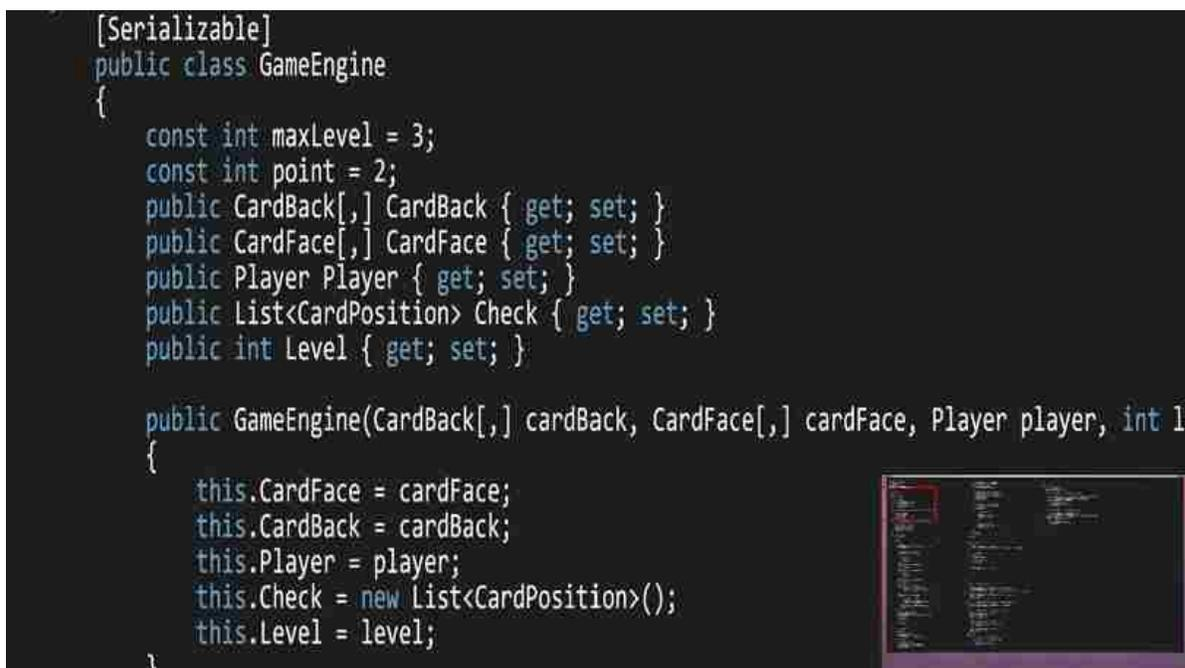 [Serializable]
public class GameEngine
{
const int maxLevel = 3;
const int point = 2;
public CardBack[,] CardBack { get; set; }
public CardFace[,] CardFace { get; set; }
public Player Player { get; set; }
public List<CardPosition> Check { get; set; }
public int Level { get; set; }
public GameEngine(CardBack[,] cardBack, CardFace[,] cardFace, Player player, int l
{
this.CardFace = cardFace;
this.CardBack = cardBack;
this.Player = player;
this.Check = new List<CardPosition>();
this.Level = level;
}